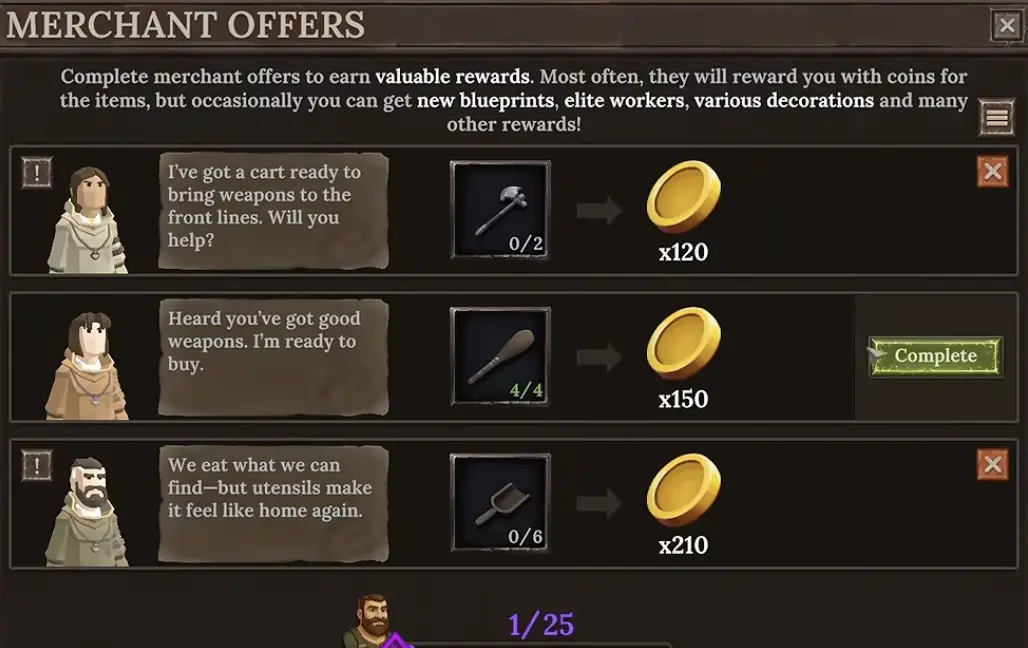 MERCHANT OFFERS
Complete merchant offers to earn valuable rewards. Most often, they will reward you with coins for
the items, but occasionally you can get new blueprints, elite workers, various decorations and many
other rewards!
!
I've got a cart ready to
bring weapons to the
front lines. Will you
help?
0/2
x120
Heard you've got good
weapons. I'm ready to
buy.
4/4
x150
Complete
!
We eat what we can
find—but utensils make
it feel like home again.
0/6
x210
1/25